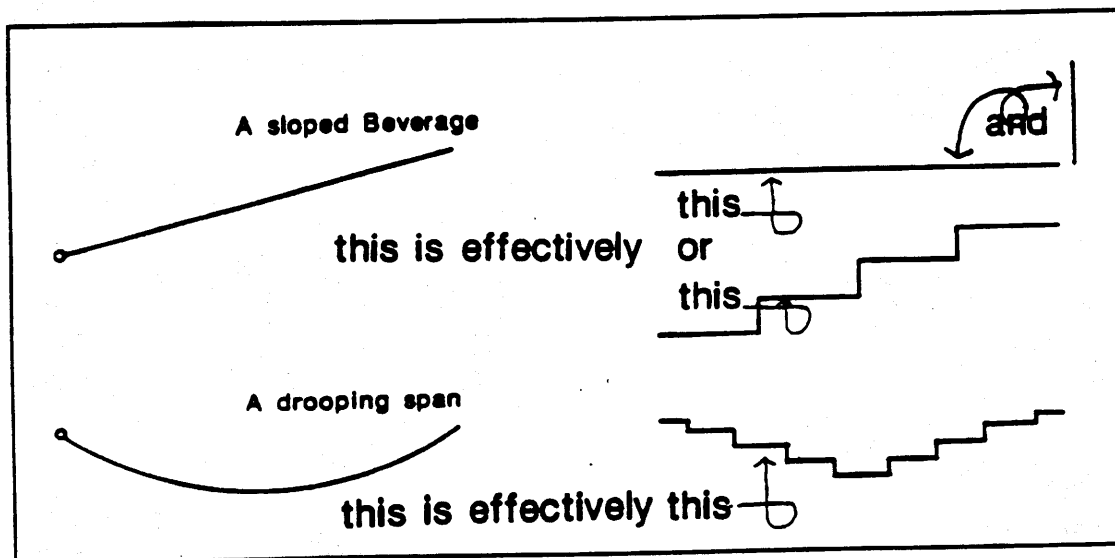 A sloped Beverage
and
this
this is effectively or
this
A drooping span
this is effectively this